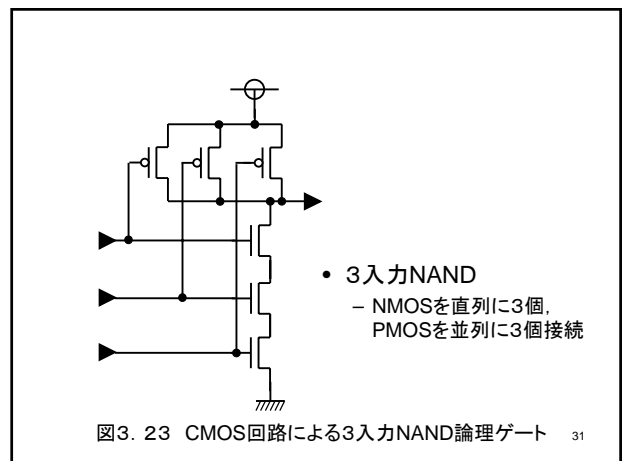 • 3入力NAND
– NMOSを直列に3個,
PMOSを並列に3個接続
図3. 23 CMOS回路による3入力NAND論理ゲート
31